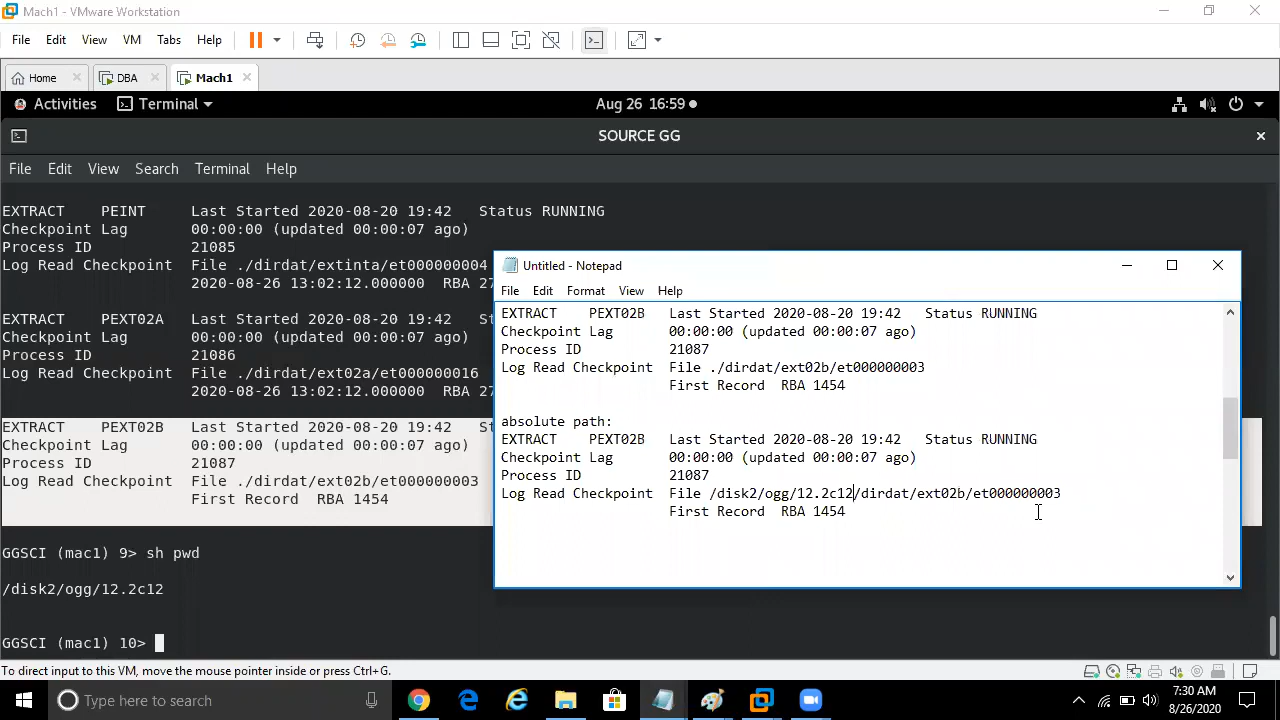 Mach1 - VMware Workstation
File Edit View VM Tabs Help
Home DBA Mach1
Activities Terminal Aug 26 16:59
SOURCE GG
File Edit View Search Terminal Help
EXTRACT PEINT Last Started 2020-08-20 19:42 Status RUNNING
Checkpoint Lag 00:00:00 (updated 00:00:07 ago)
Process ID 21085
Log Read Checkpoint File ./dirdat/extinta/et000000004
2020-08-26 13:02:12.000000 RBA 27
EXTRACT PEXT02A Last Started 2020-08-20 19:42 St
Checkpoint Lag 00:00:00 (updated 00:00:07 ago)
Process ID 21086
Log Read Checkpoint File ./dirdat/ext02a/et000000016
2020-08-26 13:02:12.000000 RBA 27
EXTRACT PEXT02B Last Started 2020-08-20 19:42 St
Checkpoint Lag 00:00:00 (updated 00:00:07 ago)
Process ID 21087
Log Read Checkpoint File ./dirdat/ext02b/et000000003
First Record RBA 1454
GGSCI (mac1) 9> sh pwd
/disk2/ogg/12.2c12
GGSCI (mac1) 10>
Untitled - Notepad
File Edit Format View Help
EXTRACT PEXT02B Last Started 2020-08-20 19:42 Status RUNNING
Checkpoint Lag 00:00:00 (updated 00:00:07 ago)
Process ID 21087
Log Read Checkpoint File ./dirdat/ext02b/et000000003
First Record RBA 1454
absolute path:
EXTRACT PEXT02B Last Started 2020-08-20 19:42 Status RUNNING
Checkpoint Lag 00:00:00 (updated 00:00:07 ago)
Process ID 21087
Log Read Checkpoint File /disk2/ogg/12.2c12/dirdat/ext02b/et000000003
First Record RBA 1454
To direct input to this VM, move the mouse pointer inside or press Ctrl+G.
Type here to search
7:30 AM
8/26/2020